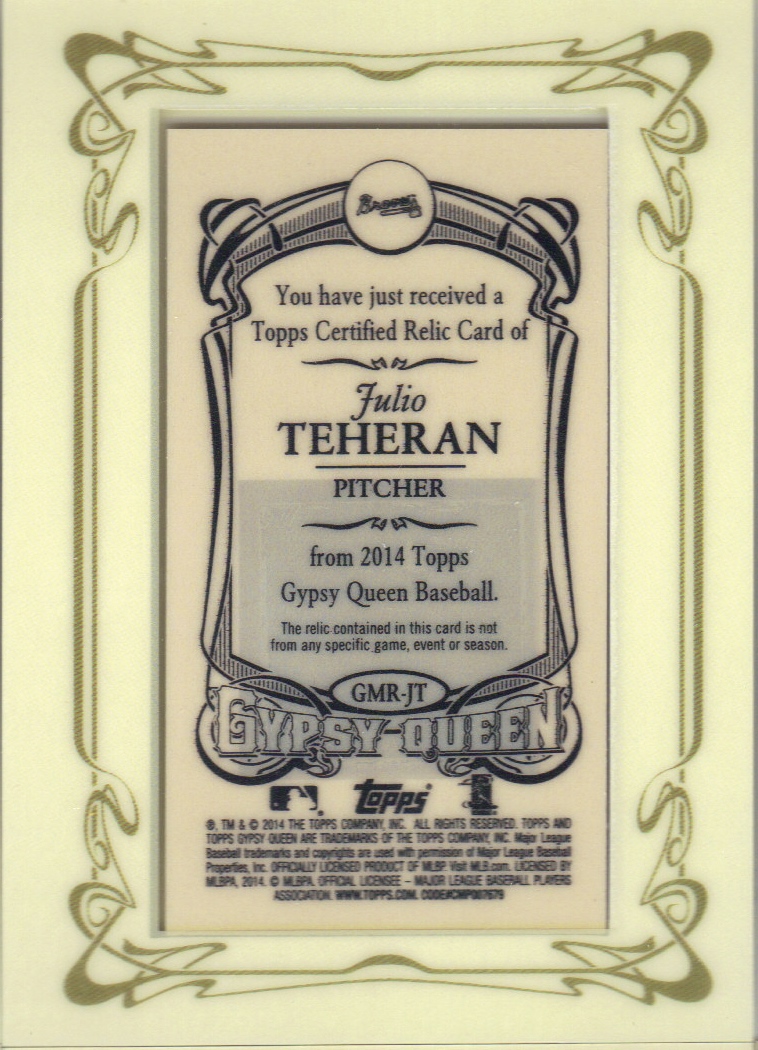 Braves
You have just received a
Topps Certified Relic Card of
Julio
TEHERAN
PITCHER
from 2014 Topps
Gypsy Queen Baseball.
The relic contained in this card is not
from any specific game, event or season.
GMR-JT
GYPSY QUEEN
topps
®, TM & © 2014 THE TOPPS COMPANY, INC. ALL RIGHTS RESERVED. TOPPS AND
TOPPS GYPSY QUEEN ARE TRADEMARKS OF THE TOPPS COMPANY, INC. Major League
Baseball trademarks and copyrights are used with permission of Major League Baseball
Properties, Inc. OFFICIALLY LICENSED PRODUCT OF MLBP Visit MLB.com. LICENSED BY
MLBPA, 2014. © MLBPA. OFFICIAL LICENSEE – MAJOR LEAGUE BASEBALL PLAYERS
ASSOCIATION. WWW.TOPPS.COM. CODE#CMP007679